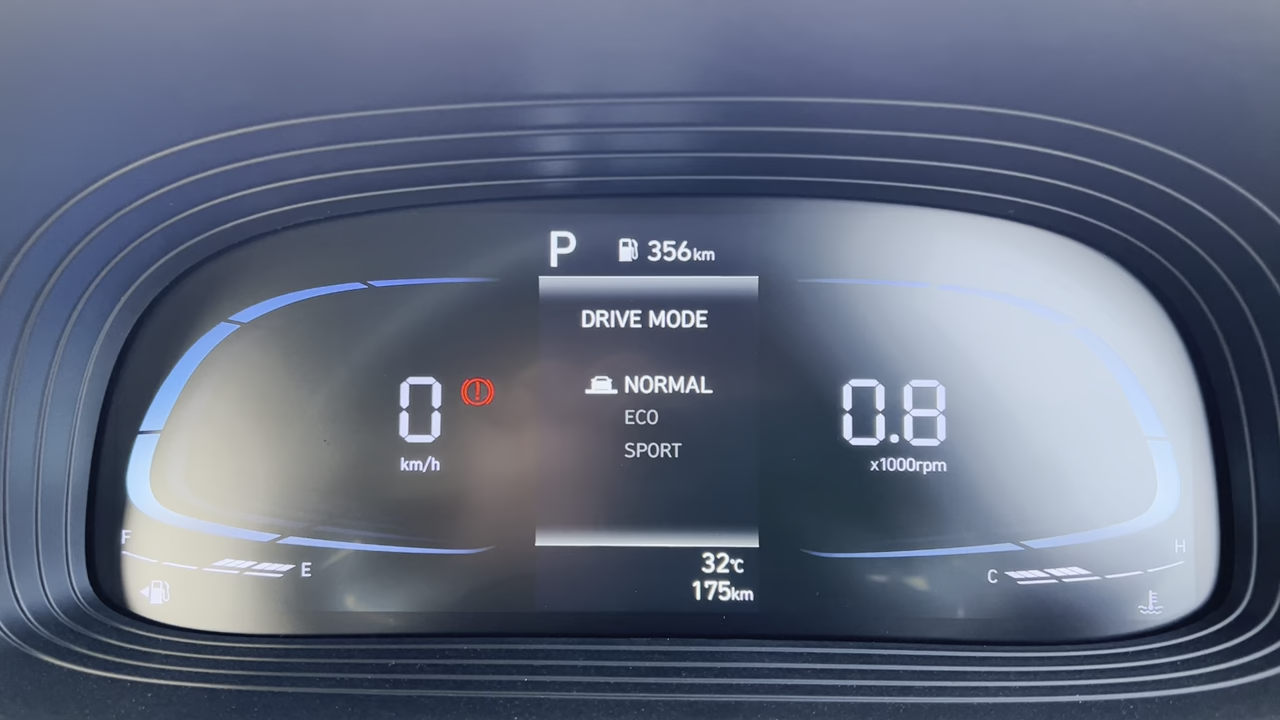 P 356km
DRIVE MODE
NORMAL
ECO
SPORT
0
km/h
0.8
x1000rpm
F
E
C
H
32℃
175km